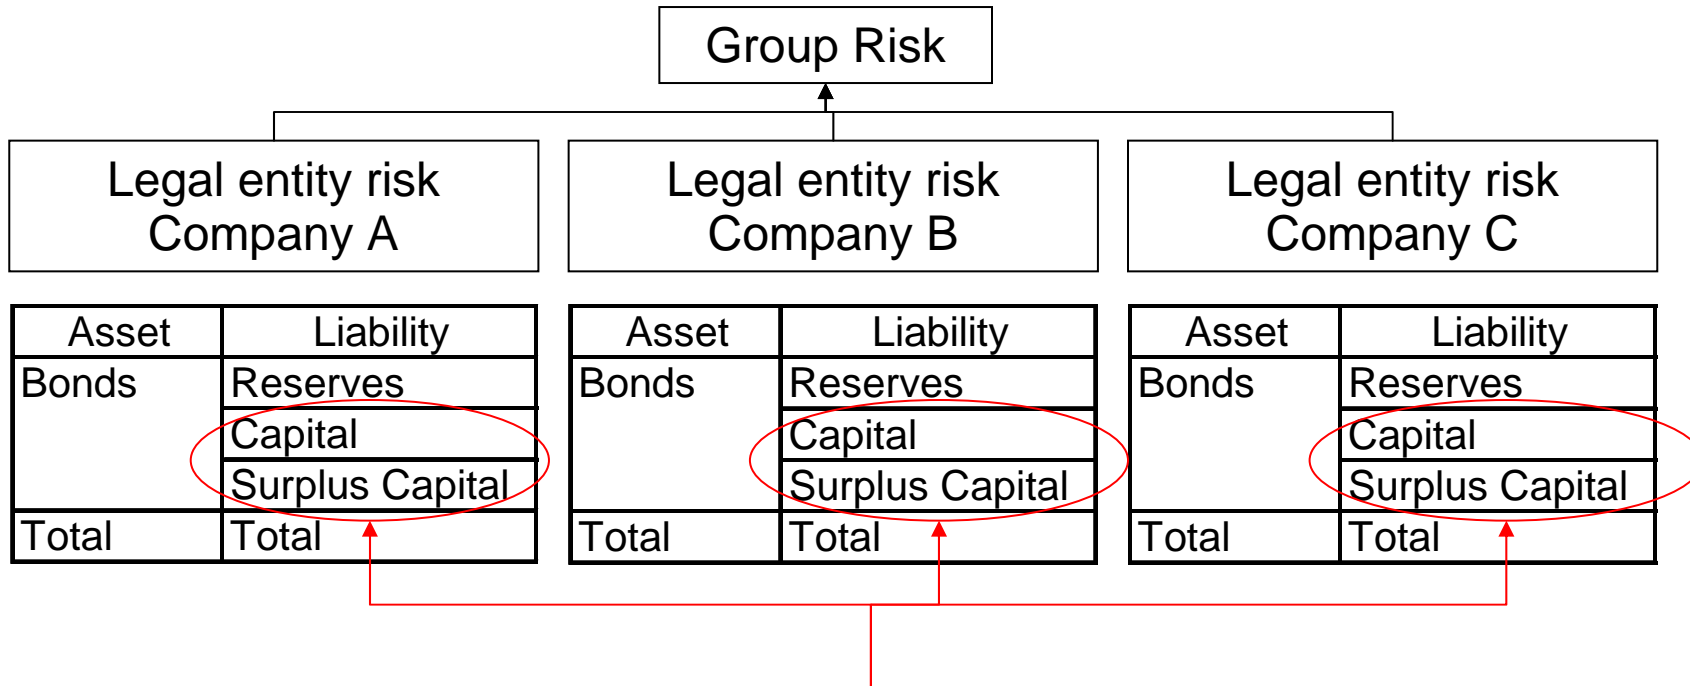 Group Risk
Legal entity risk Legal entity risk Legal entity risk
Company A Company B Company C
Asset Liability Asset Liability Asset Liability
Bonds Reserves Bonds Reserves Bonds Reserves
Capital Capital Capital
Surplus Capital Surplus Capital Surplus Capital
Total Total Total Total Total Total